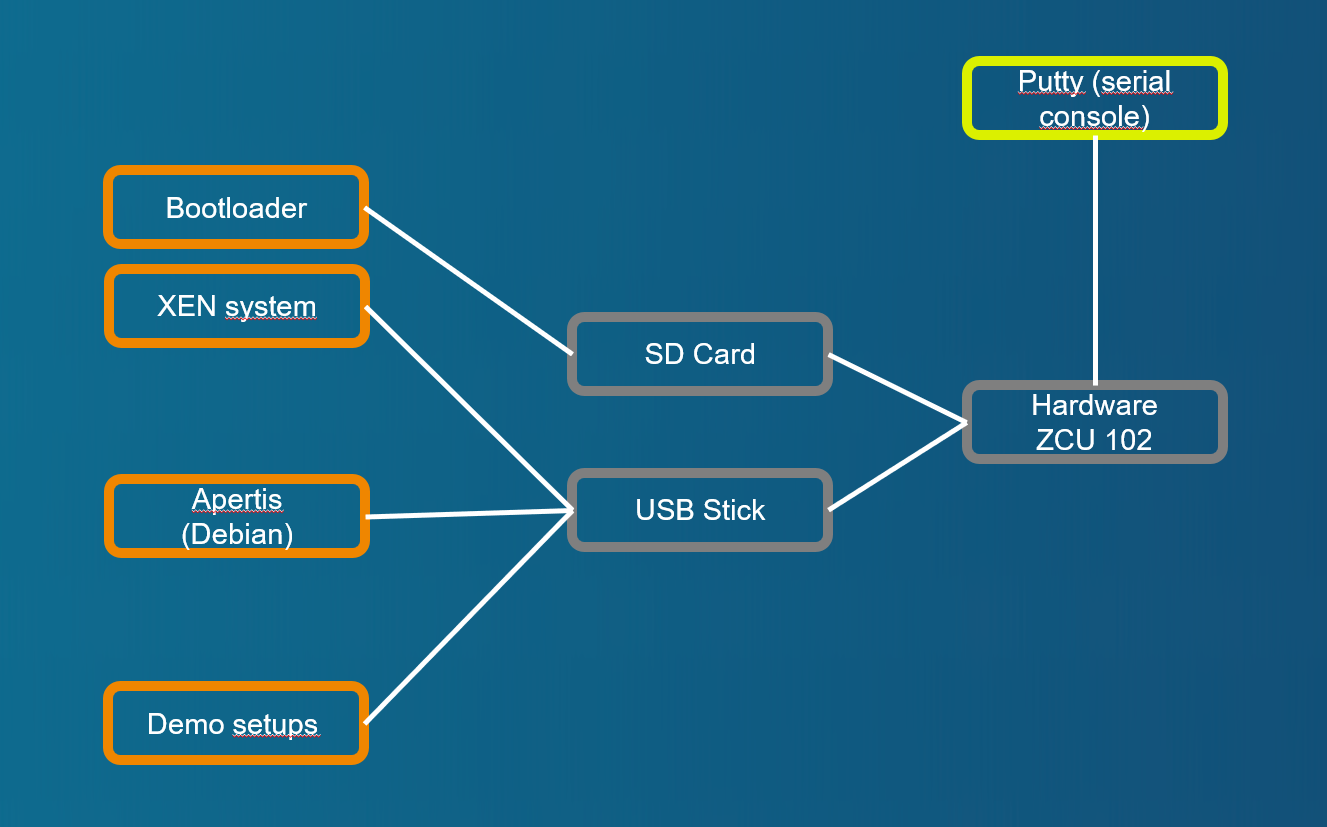 Putty (serial
console)
Bootloader
XEN system
SD Card
Hardware
ZCU 102
Apertis
(Debian)
USB Stick
Demo setups